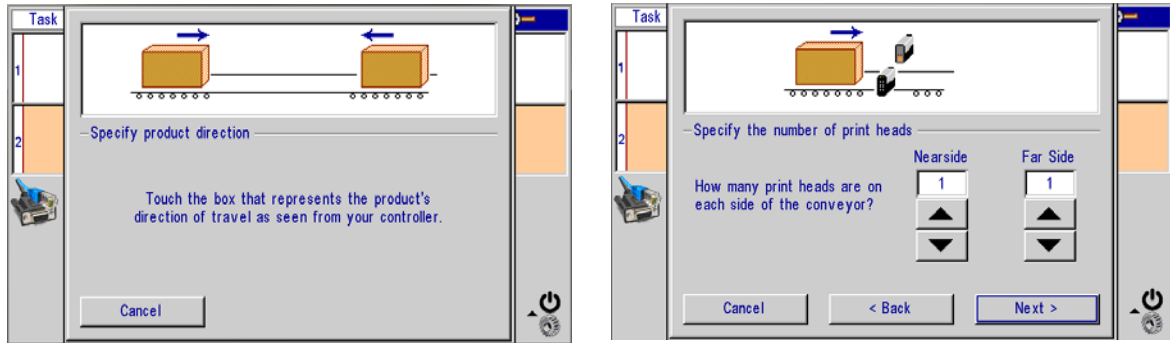 Task
1
2
Specify product direction
Touch the box that represents the product's
direction of travel as seen from your controller.
Cancel
Task
1
2
Specify the number of print heads
Nearside Far Side
1 1
How many print heads are on
each side of the conveyor?
Cancel < Back Next >